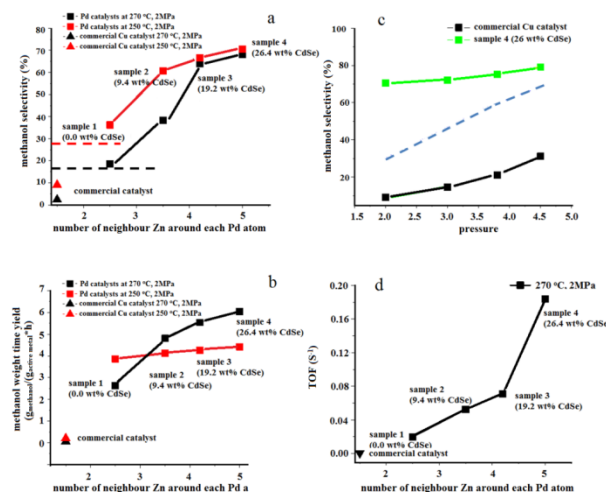 a
Pd catalysts at 270 °C, 2MPa
Pd catalysts at 250 °C, 2MPa
commercial Cu catalyst 270 °C, 2MPa
commercial Cu catalyst 250 °C, 2MPa
80
70
60
50
40
30
20
10
0
methanol selectivity (%)
sample 1
(0.0 wt% CdSe)
sample 2
(9.4 wt% CdSe)
sample 3
(19.2 wt% CdSe)
sample 4
(26.4 wt% CdSe)
commercial catalyst
2 3 4 5
number of neighbour Zn around each Pd atom
c
commercial Cu catalyst
sample 4 (26 wt% CdSe)
100
80
60
40
20
methanol selectivity (%)
1.5 2.0 2.5 3.0 3.5 4.0 4.5 5.0
pressure
b
Pd catalysts at 270 °C, 2MPa
Pd catalysts at 250 °C, 2MPa
commercial Cu catalyst 270 °C, 2MPa
commercial Cu catalyst 250 °C, 2MPa
7
6
5
4
3
2
1
0
methanol weight time yield
(gmethanol/(gactive metal*h)
sample 1
(0.0 wt% CdSe)
sample 2
(9.4 wt% CdSe)
sample 3
(19.2 wt% CdSe)
sample 4
(26.4 wt% CdSe)
commercial catalyst
2 3 4 5
number of neighbour Zn around each Pd a
d
270 °C, 2MPa
0.20
0.16
0.12
0.08
0.04
0.00
TOF (S-1)
sample 1
(0.0 wt% CdSe)
sample 2
(9.4 wt% CdSe)
sample 3
(19.2 wt% CdSe)
sample 4
(26.4 wt% CdSe)
commercial catalyst
2 3 4 5
number of neighbour Zn around each Pd atom